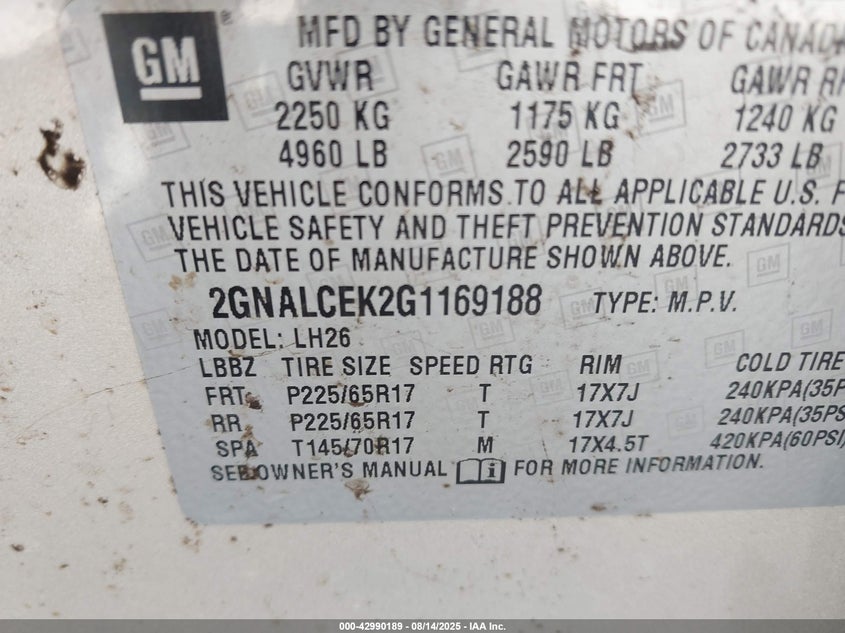 GM ®
MFD BY GENERAL MOTORS OF CANADA
GVWR GAWR FRT GAWR RR
2250 KG 1175 KG 1240 KG
4960 LB 2590 LB 2733 LB
THIS VEHICLE CONFORMS TO ALL APPLICABLE U.S. F
VEHICLE SAFETY AND THEFT PREVENTION STANDARDS
THE DATE OF MANUFACTURE SHOWN ABOVE.
2GNALCEK2G1169188 TYPE: M.P.V.
MODEL: LH26
LBBZ TIRE SIZE SPEED RTG RIM COLD TIRE
FRT P225/65R17 T 17X7J 240KPA(35P
RR P225/65R17 T 17X7J 240KPA(35PS
SPA T145/70R17 M 17X4.5T 420KPA(60PSI)
SEE OWNER'S MANUAL i FOR MORE INFORMATION.
000-42990189 - 08/14/2025 - IAA Inc.